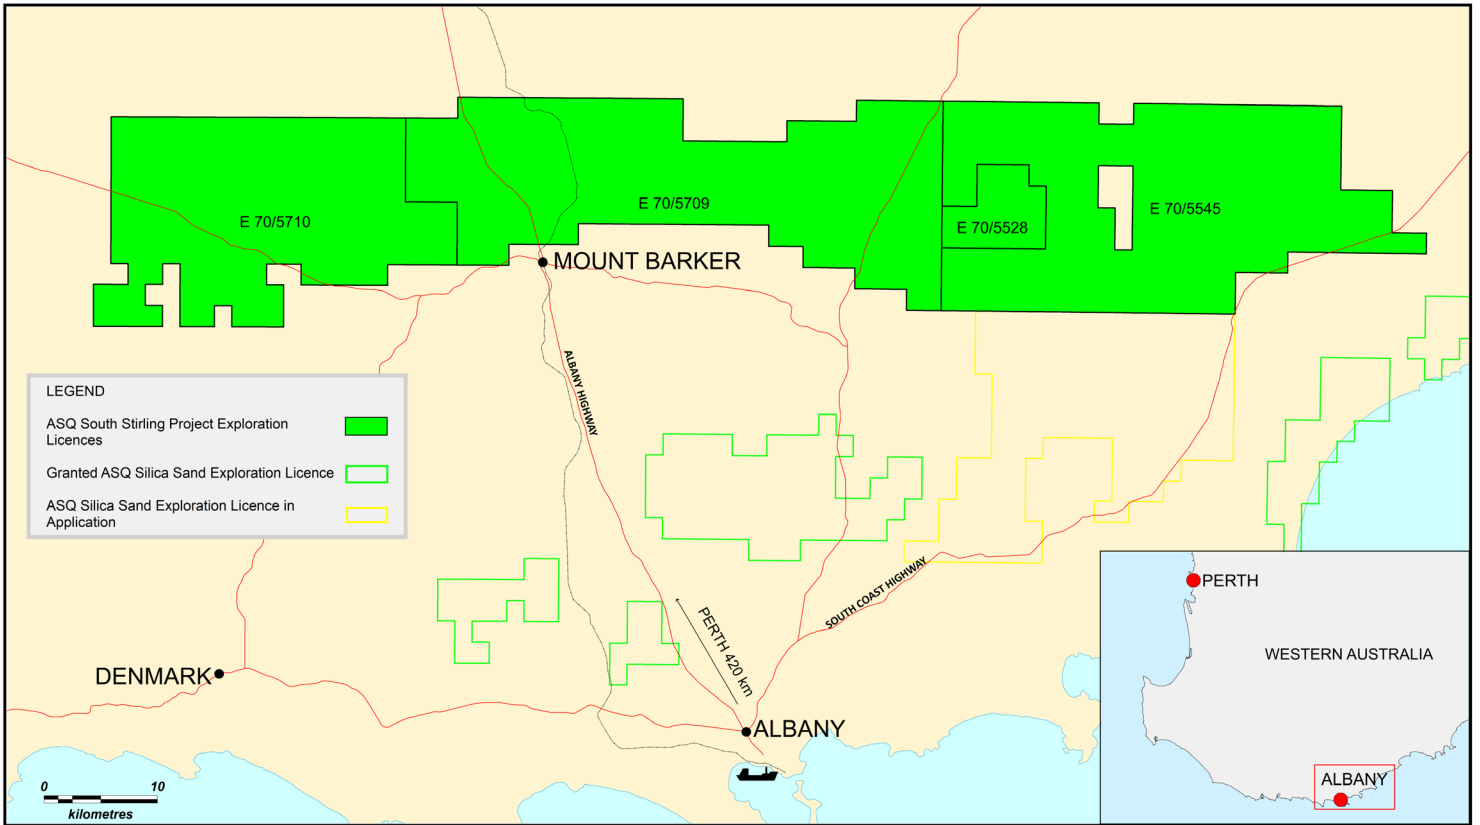 E 70/5710
E 70/5709
E 70/5528
E 70/5545
MOUNT BARKER
ALBANY HIGHWAY
LEGEND
ASQ South Stirling Project Exploration
Licences
Granted ASQ Silica Sand Exploration Licence
ASQ Silica Sand Exploration Licence in
Application
SOUTH COAST HIGHWAY
PERTH 420 km
DENMARK
ALBANY
0 10
kilometres
PERTH
WESTERN AUSTRALIA
ALBANY